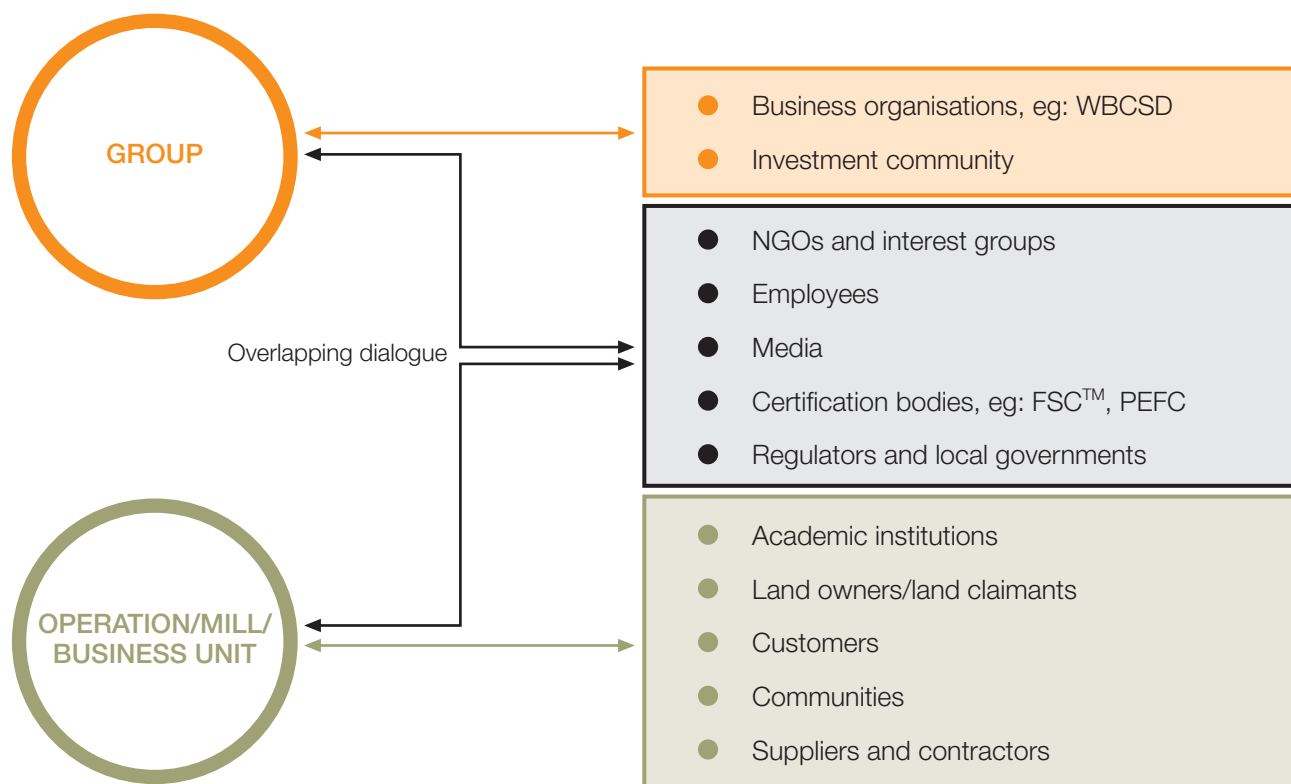 GROUP
Business organisations, eg: WBCSD
Investment community
NGOs and interest groups
Employees
Overlapping dialogue
Media
Certification bodies, eg: FSC™, PEFC
Regulators and local governments
OPERATION/MILL/
BUSINESS UNIT
Academic institutions
Land owners/land claimants
Customers
Communities
Suppliers and contractors